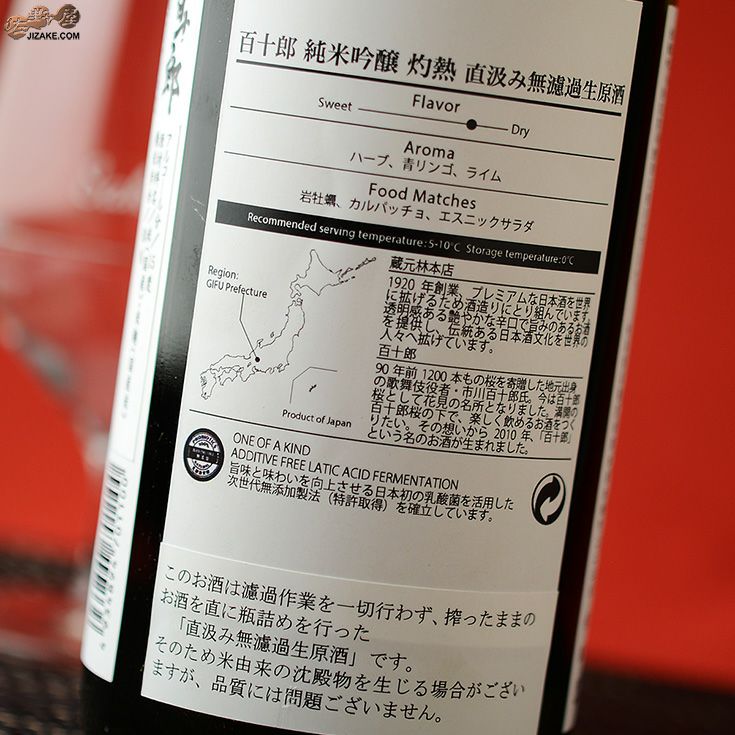 JIZAKE.COM
百十郎 純米吟醸 灼熱 直汲み無濾過生原酒
Flavor
Sweet Dry
Aroma
ハーブ、青リンゴ、ライム
Food Matches
岩牡蠣、カルパッチョ、エスニックサラダ
Recommended serving temperature:5-10℃ Storage temperature:0℃
Region:
GIFU Prefecture
Product of Japan
蔵元林本店
1920 年創業、プレミアムな日本酒を世界
に拡げるため酒造りにとり組んでいます。
透明感ある艶やかな辛口で旨みのあるお酒
を提供し、伝統ある日本酒文化を世界の
人々へ拡げています。
百十郎
90 年前 1200 本もの桜を寄贈した地元出身
の歌舞伎役者・市川百十郎氏。今は百十郎
桜として花見の名所となりました。満開の
百十郎桜の下で、楽しく飲めるお酒をつく
りたい。その想いから 2010 年、「百十郎」
という名のお酒が生まれました。
ONE OF A KIND
ADDITIVE FREE LATIC ACID FERMENTATION
旨味と味わいを向上させる日本初の乳酸菌を活用した
次世代無添加製法（特許取得）を確立しています。
このお酒は濾過作業を一切行わず、搾ったままの
お酒を直に瓶詰めを行った
「直汲み無濾過生原酒」です。
そのため米由来の沈殿物を生じる場合がござい
ますが、品質には問題ございません。